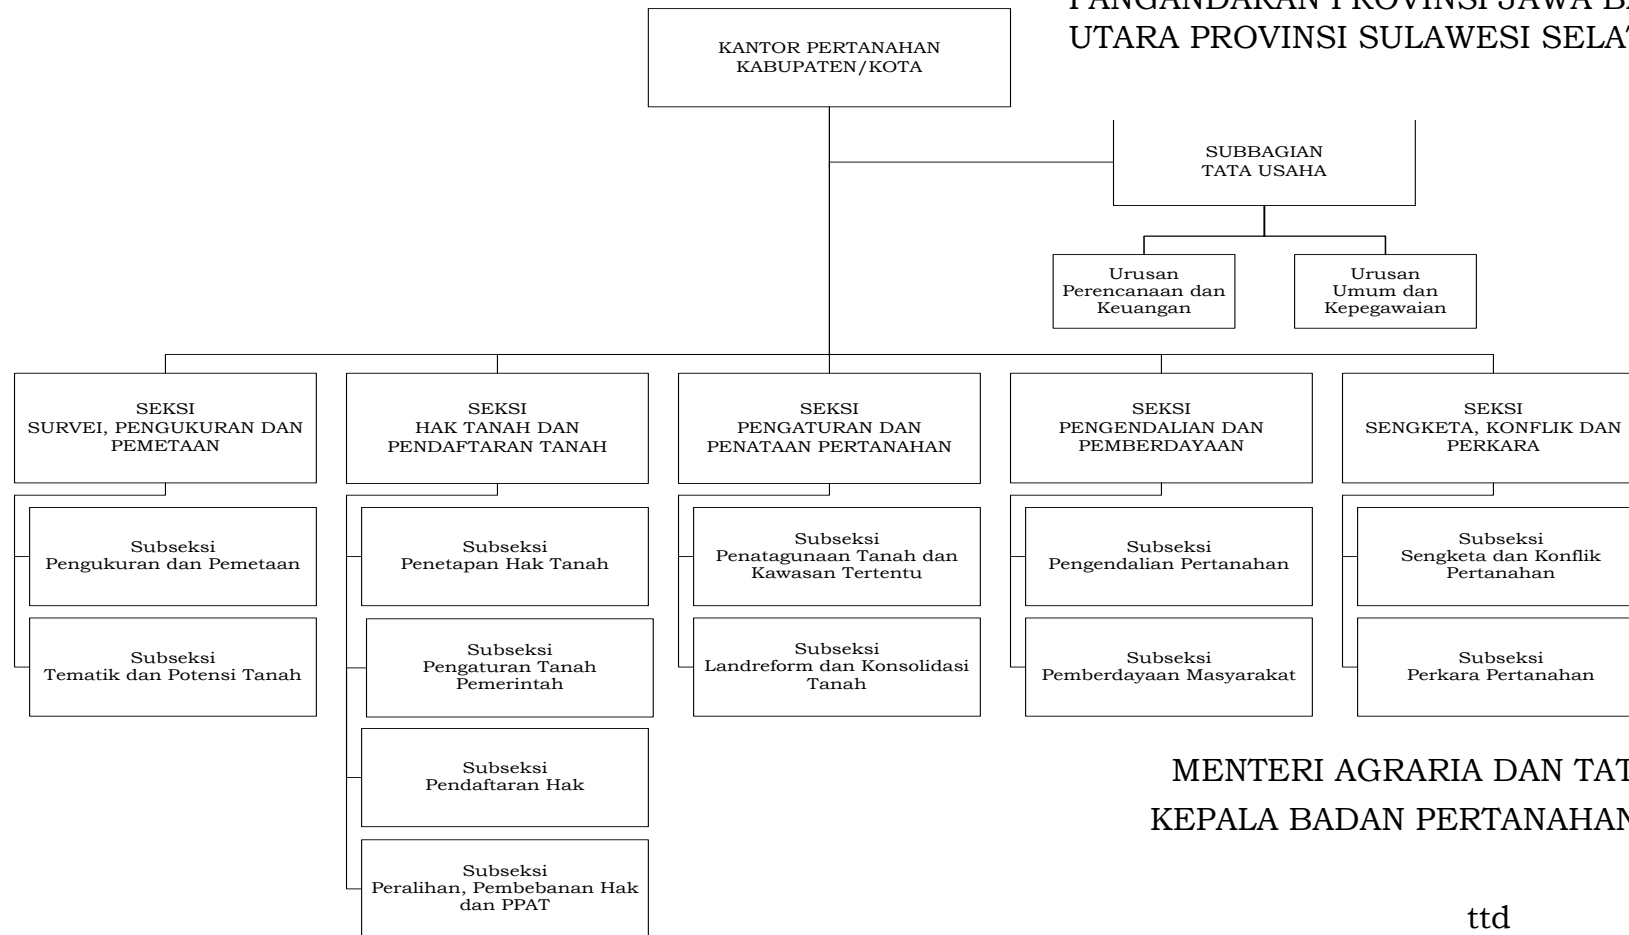 PANGANDARAN PROVINSI JAWA
UTARA PROVINSI SULAWESI
KANTOR PERTANAHAN
KABUPATEN/KOTA
SUBBAGIAN
TATA USAHA
Urusan
Perencanaan dan
Keuangan
Urusan
Umum dan
Kepegawaian
SEKSI
SURVEI, PENGUKURAN DAN
PEMETAAN
SEKSI
HAK TANAH DAN
PENDAFTARAN TANAH
SEKSI
PENGATURAN DAN
PENATAAN PERTANAHAN
SEKSI
PENGENDALIAN DAN
PEMBERDAYAAN
SEKSI
SENGKETA, KONFLIK DAN
PERKARA
Subseksi
Pengukuran dan Pemetaan
Subseksi
Tematik dan Potensi Tanah
Subseksi
Penetapan Hak Tanah
Subseksi
Pengaturan Tanah
Pemerintah
Subseksi
Pendaftaran Hak
Subseksi
Peralihan, Pembebanan Hak
dan PPAT
Subseksi
Penatagunaan Tanah dan
Kawasan Tertentu
Subseksi
Landreform dan Konsolidasi
Tanah
Subseksi
Pengendalian Pertanahan
Subseksi
Pemberdayaan Masyarakat
Subseksi
Sengketa dan Konflik
Pertanahan
Subseksi
Perkara Pertanahan
MENTERI AGRARIA DAN
KEPALA BADAN PERTANAHAN
ttd